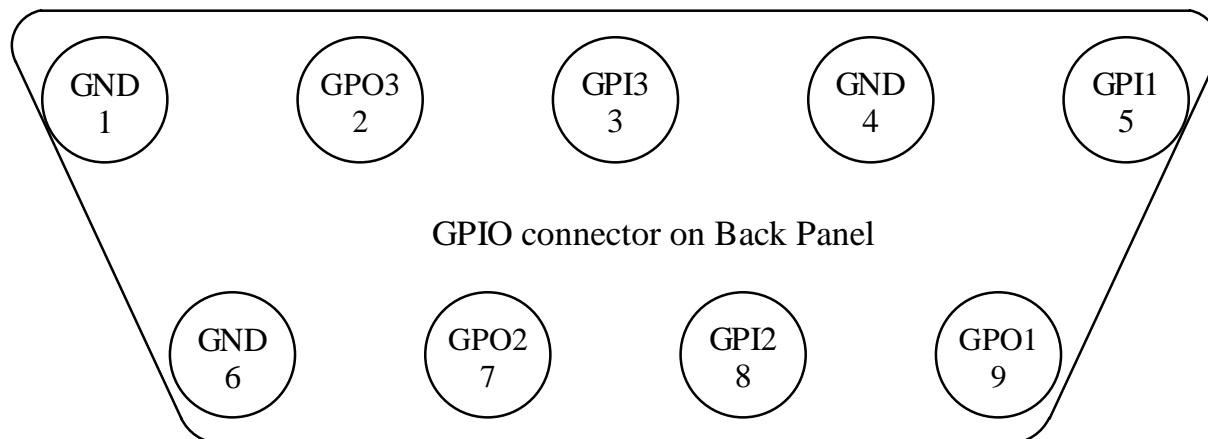 GND
1
GPO3
2
GPI3
3
GND
4
GPI1
5
GPIO connector on Back Panel
GND
6
GPO2
7
GPI2
8
GPO1
9